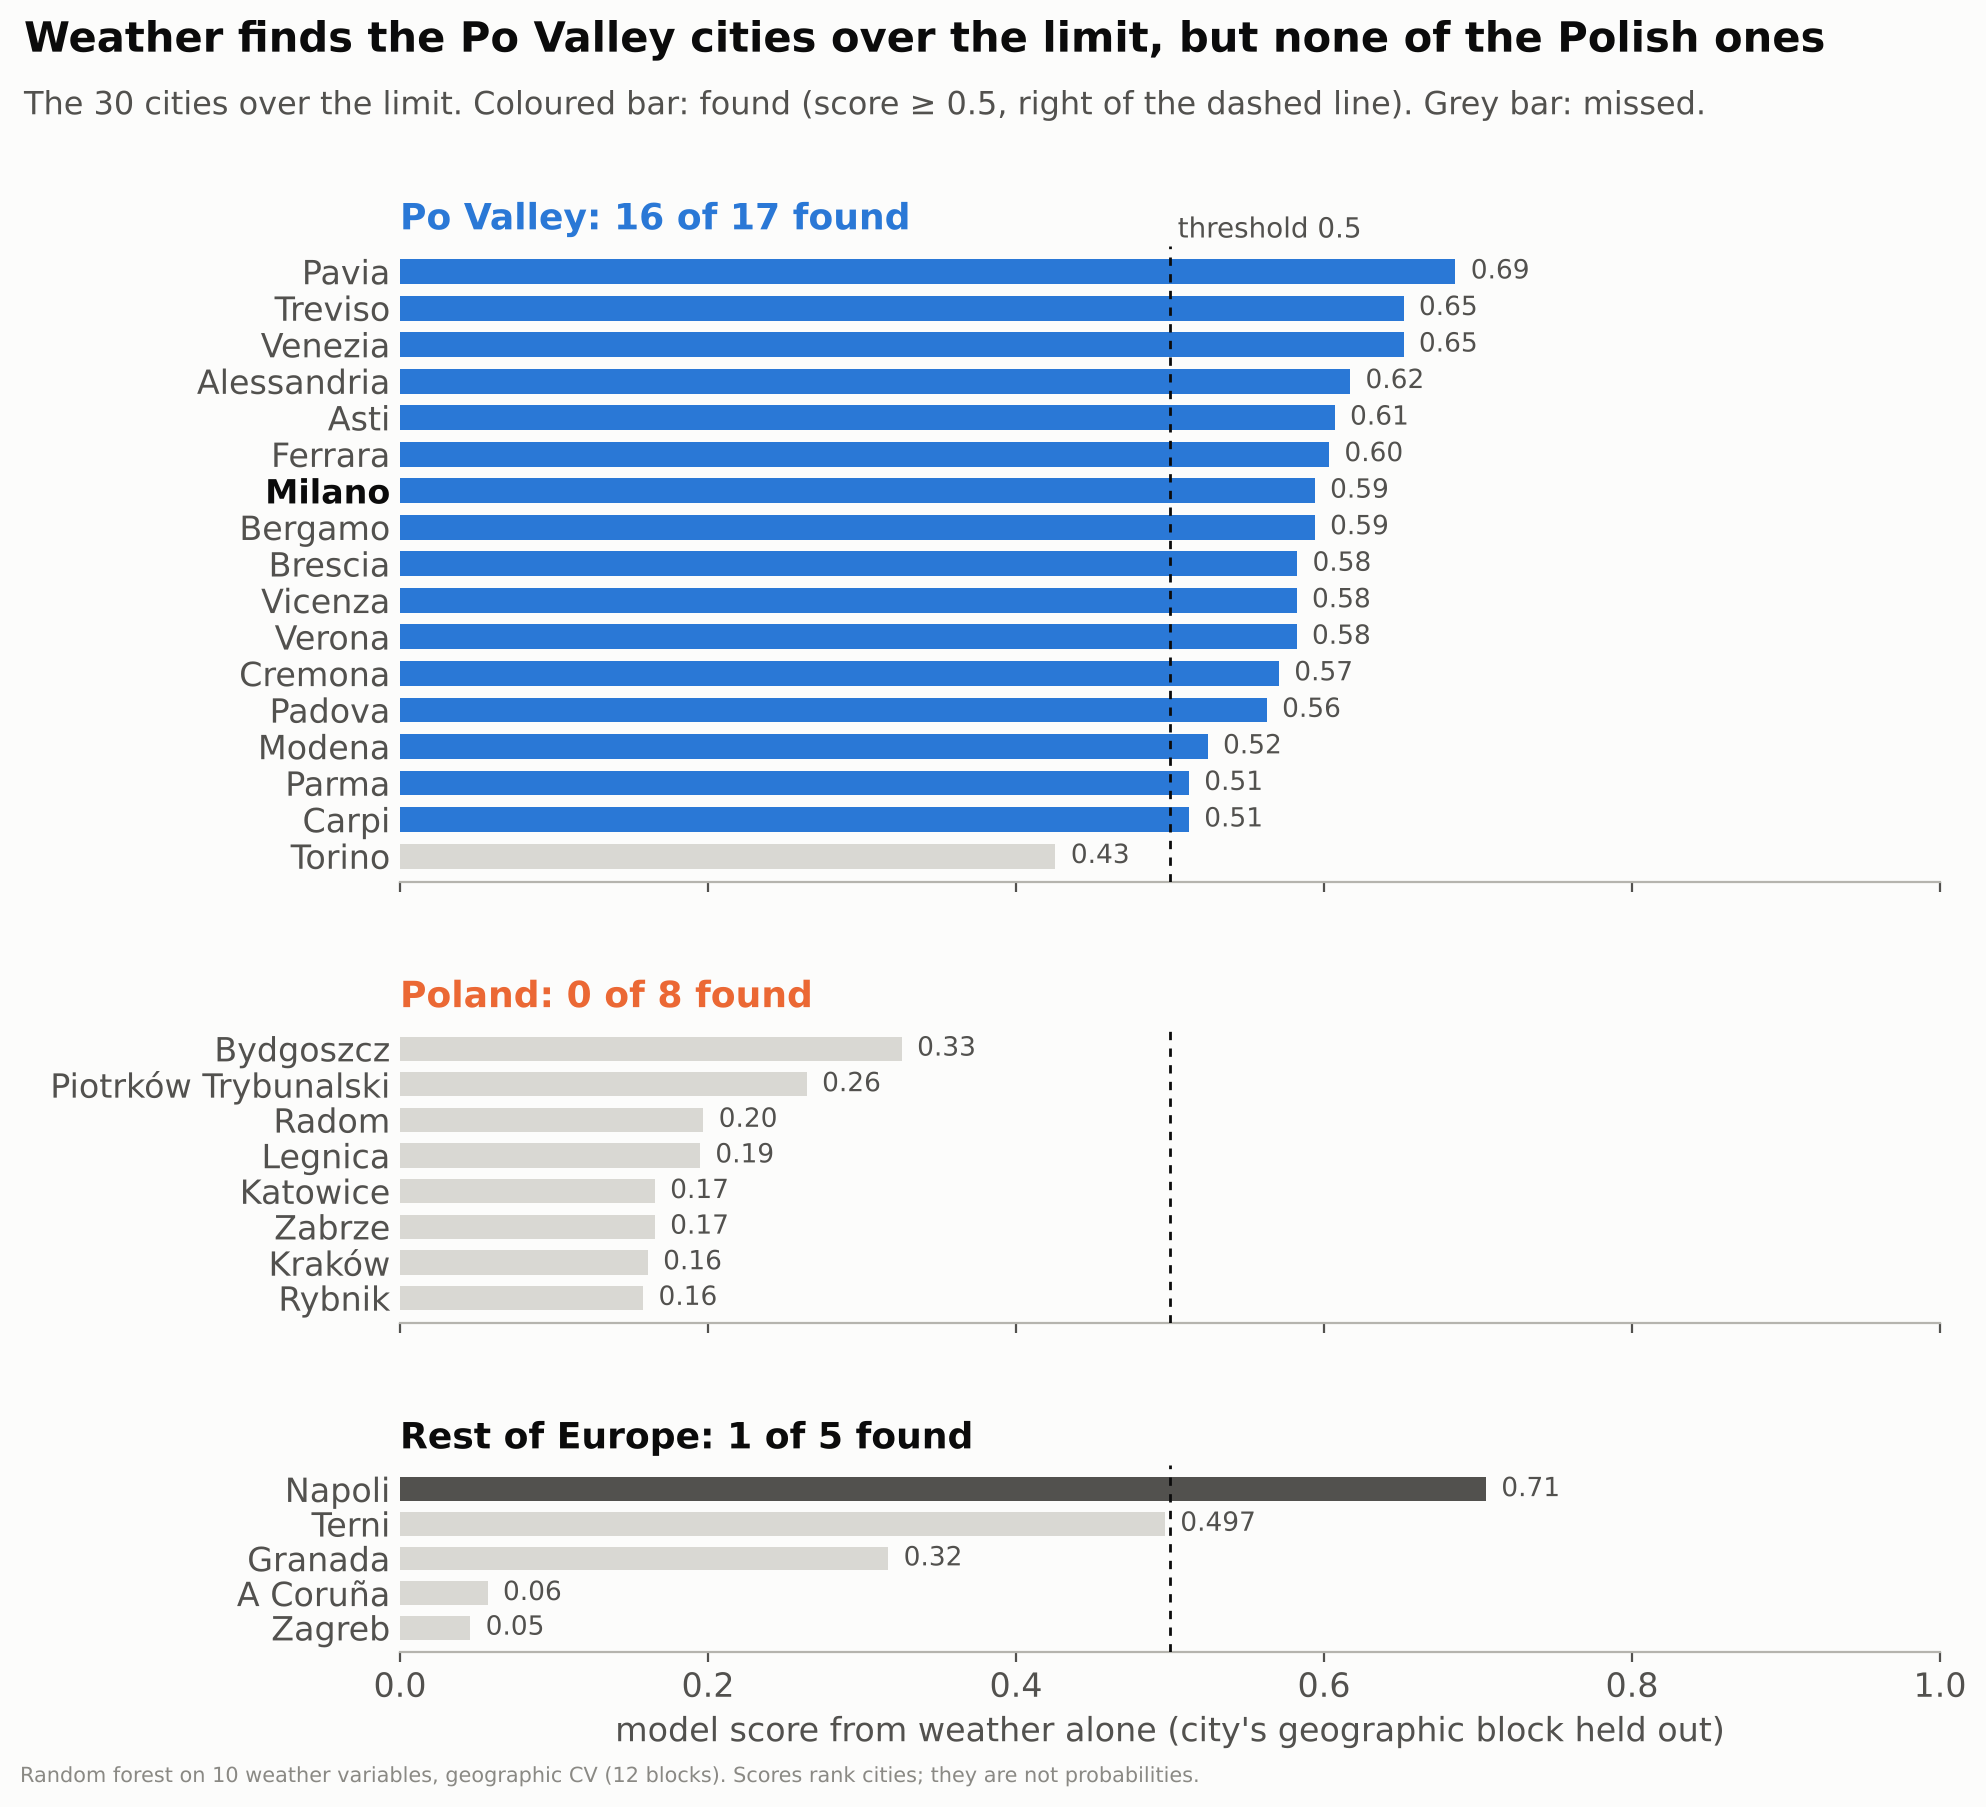 Weather finds the Po Valley cities over the limit, but none of the Polish ones
The 30 cities over the limit. Coloured bar: found (score ≥ 0.5, right of the dashed line). Grey bar: missed.
Po Valley: 16 of 17 found
threshold 0.5
Pavia 0.69
Treviso 0.65
Venezia 0.65
Alessandria 0.62
Asti 0.61
Ferrara 0.60
Milano 0.59
Bergamo 0.59
Brescia 0.58
Vicenza 0.58
Verona 0.58
Cremona 0.57
Padova 0.56
Modena 0.52
Parma 0.51
Carpi 0.51
Torino 0.43
Poland: 0 of 8 found
Bydgoszcz 0.33
Piotrków Trybunalski 0.26
Radom 0.20
Legnica 0.19
Katowice 0.17
Zabrze 0.17
Kraków 0.16
Rybnik 0.16
Rest of Europe: 1 of 5 found
Napoli 0.71
Terni 0.497
Granada 0.32
A Coruña 0.06
Zagreb 0.05
0.0 0.2 0.4 0.6 0.8 1.0
model score from weather alone (city's geographic block held out)
Random forest on 10 weather variables, geographic CV (12 blocks). Scores rank cities; they are not probabilities.